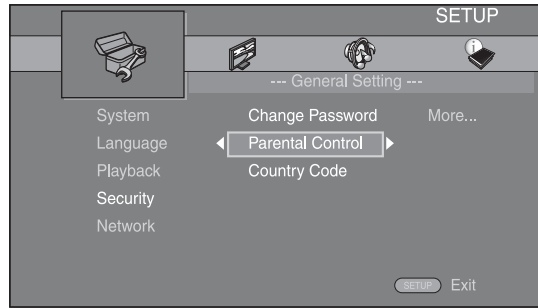 SETUP
--- General Setting ---
System Change Password More...
Language Parental Control
Playback Country Code
Security
Network
SETUP Exit